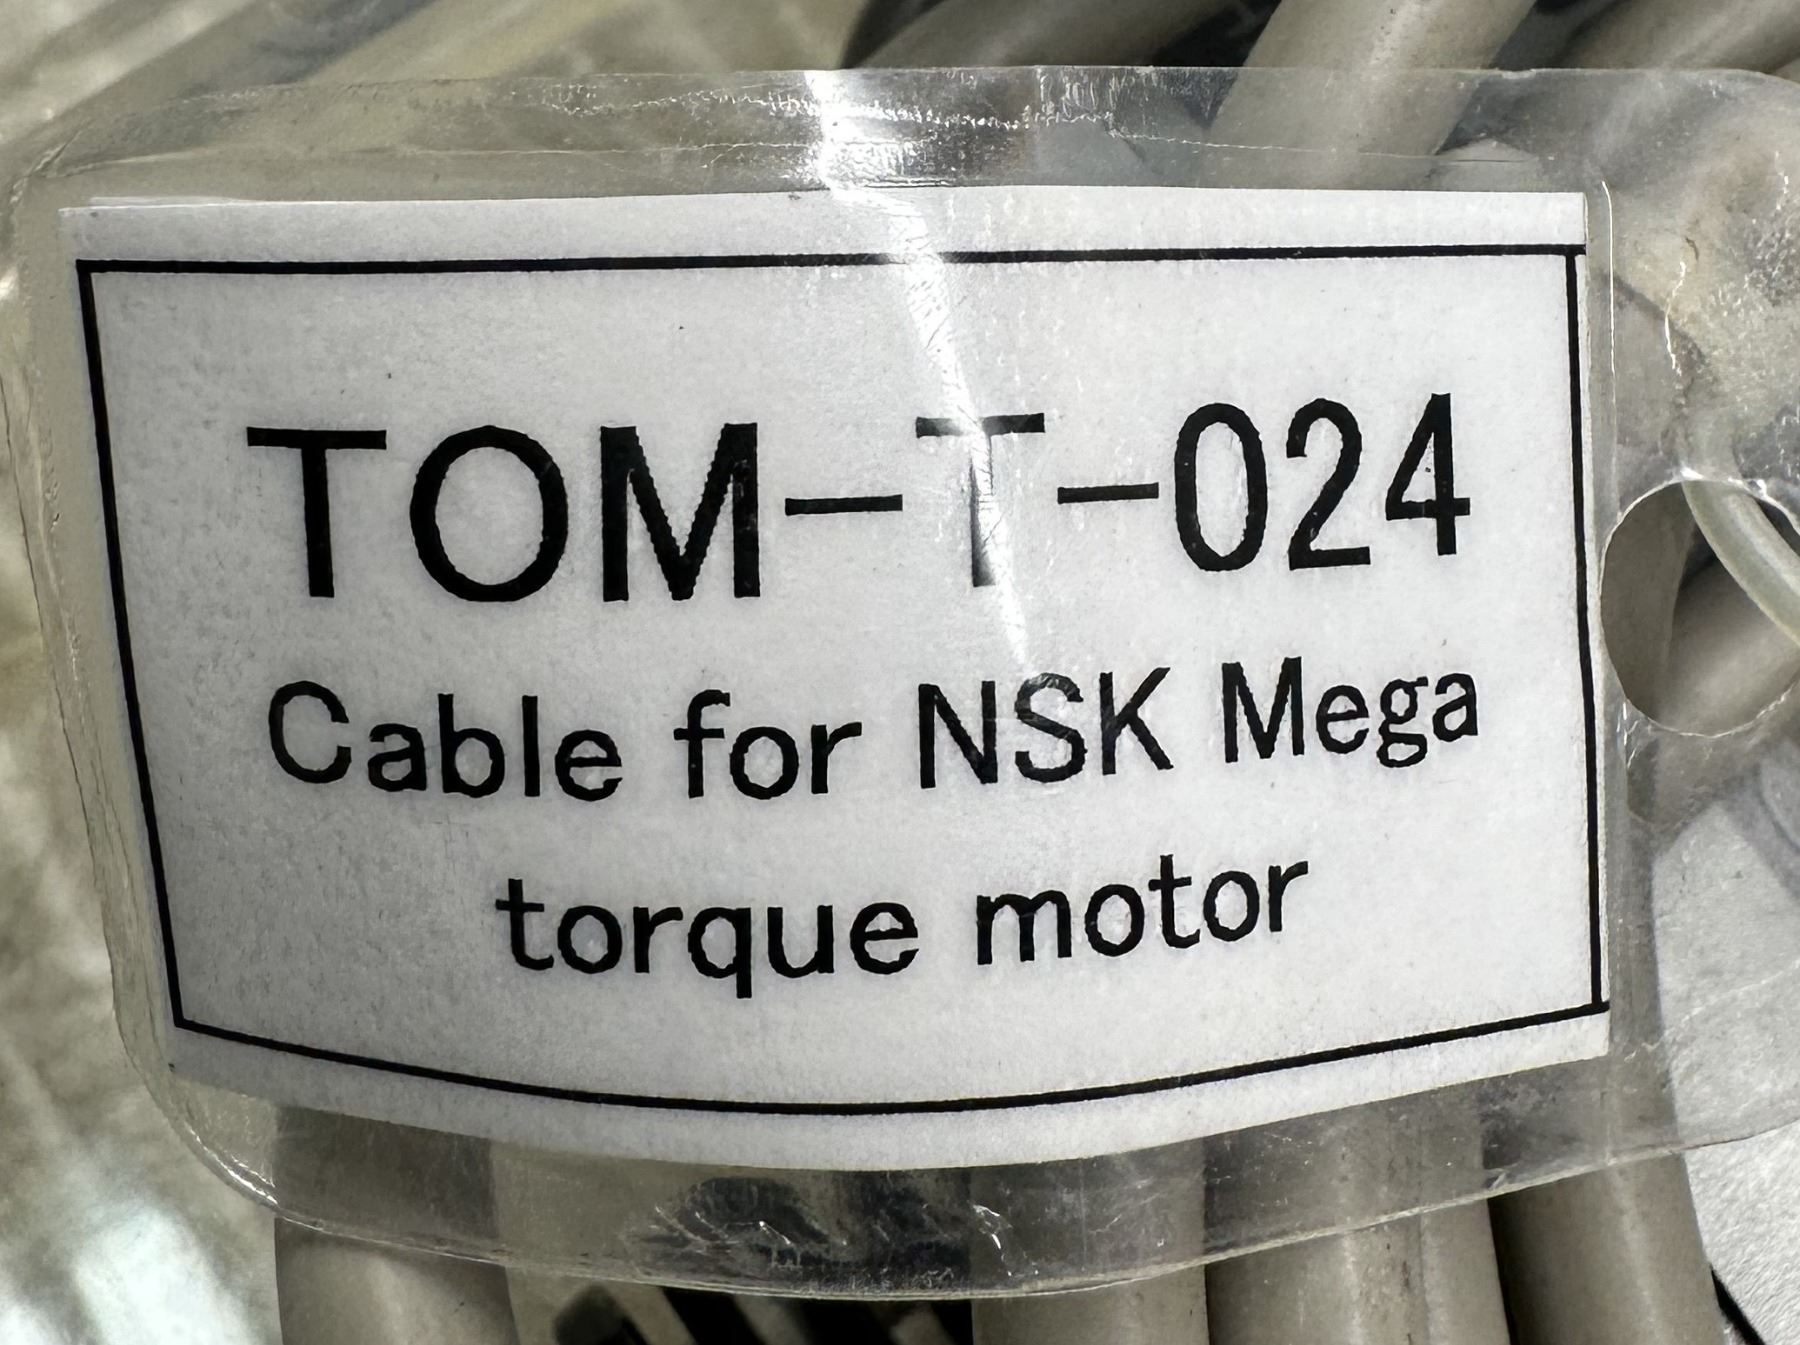 TOM-T-024
Cable for NSK Mega
torque motor